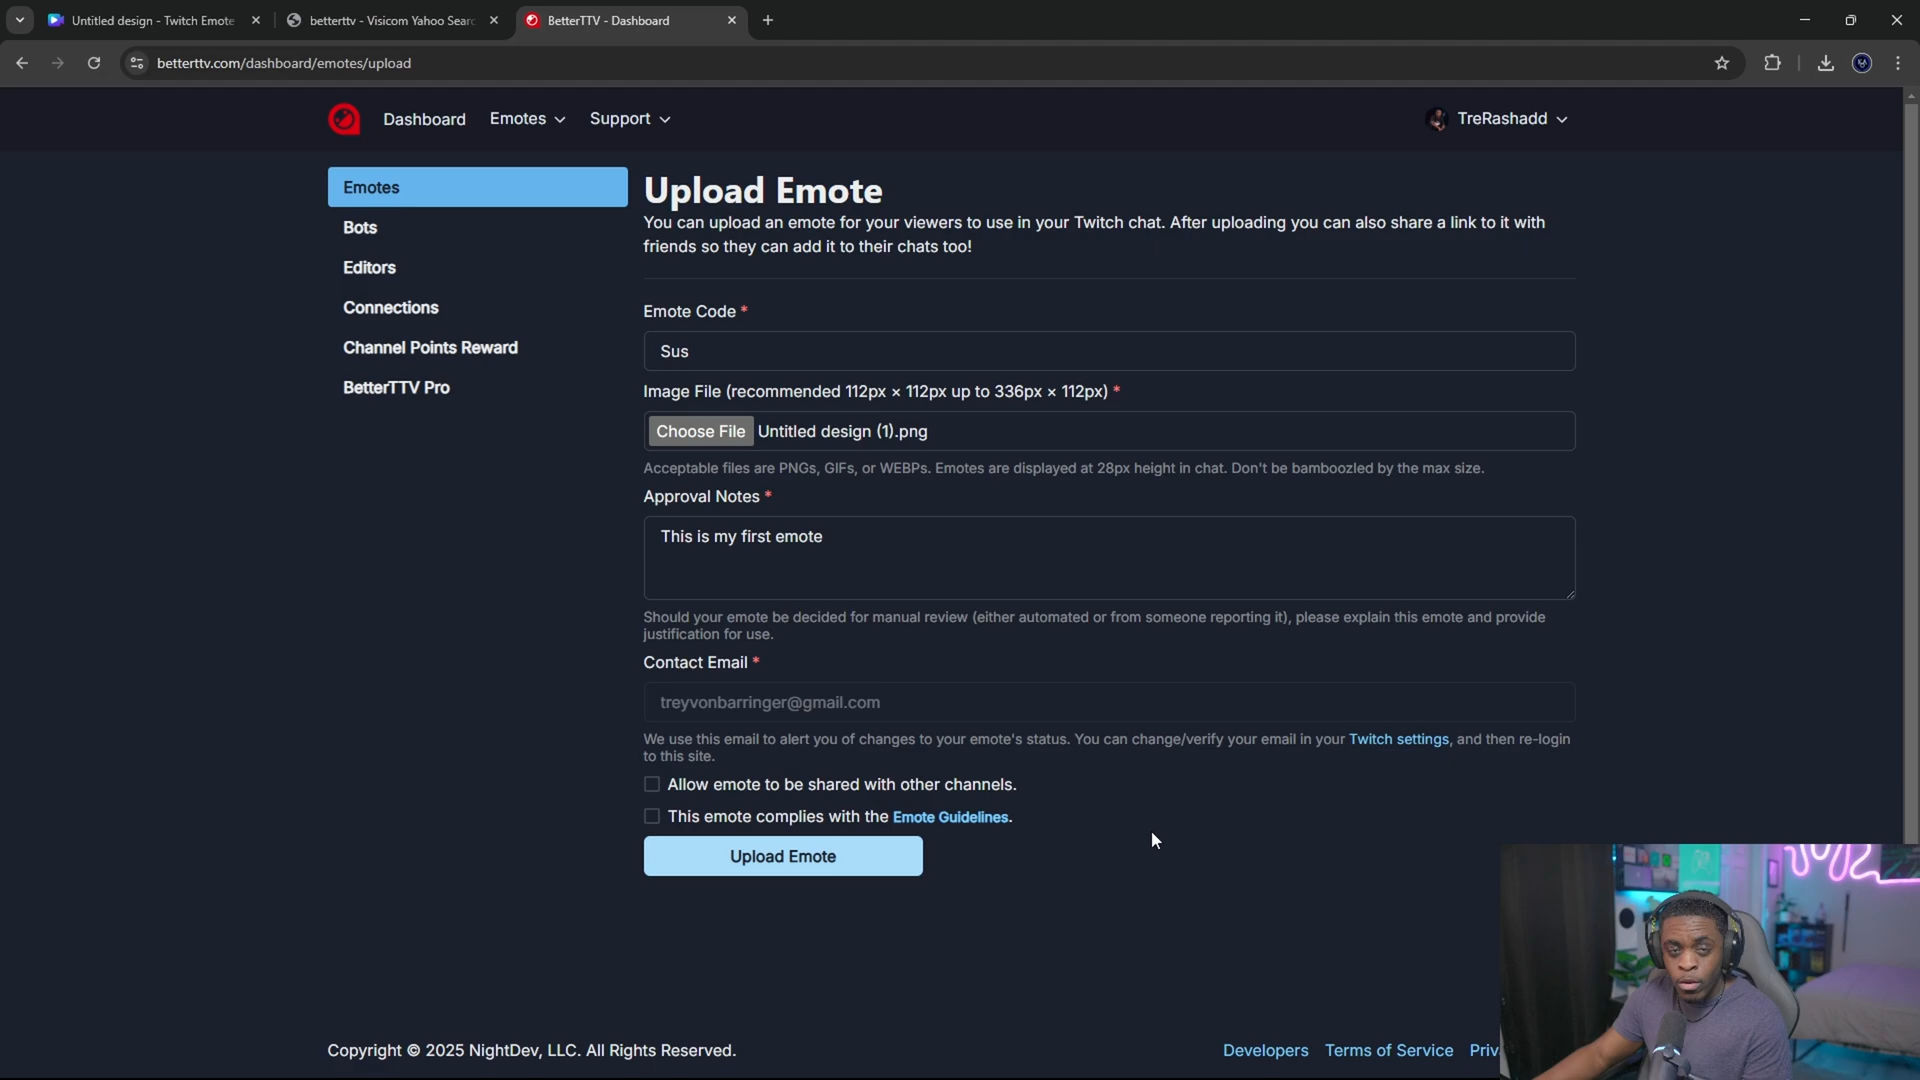 Untitled design - Twitch Emote
betterttv - Visicom Yahoo Sear
BetterTTV - Dashboard
betterttv.com/dashboard/emotes/upload
Dashboard
Emotes
Support
TreRashadd
Emotes
Bots
Editors
Connections
Channel Points Reward
BetterTTV Pro
Upload Emote
You can upload an emote for your viewers to use in your Twitch chat. After uploading you can also share a link to it with
friends so they can add it to their chats too!
Emote Code *
Sus
Image File (recommended 112px × 112px up to 336px × 112px) *
Choose File Untitled design (1).png
Acceptable files are PNGs, GIFs, or WEBPs. Emotes are displayed at 28px height in chat. Don't be bamboozled by the max size.
Approval Notes *
This is my first emote
Should your emote be decided for manual review (either automated or from someone reporting it), please explain this emote and provide
justification for use.
Contact Email *
treyvonbarringer@gmail.com
We use this email to alert you of changes to your emote's status. You can change/verify your email in your Twitch settings, and then re-login
to this site.
Allow emote to be shared with other channels.
This emote complies with the Emote Guidelines.
Upload Emote
Copyright © 2025 NightDev, LLC. All Rights Reserved.
Developers
Terms of Service
Priv